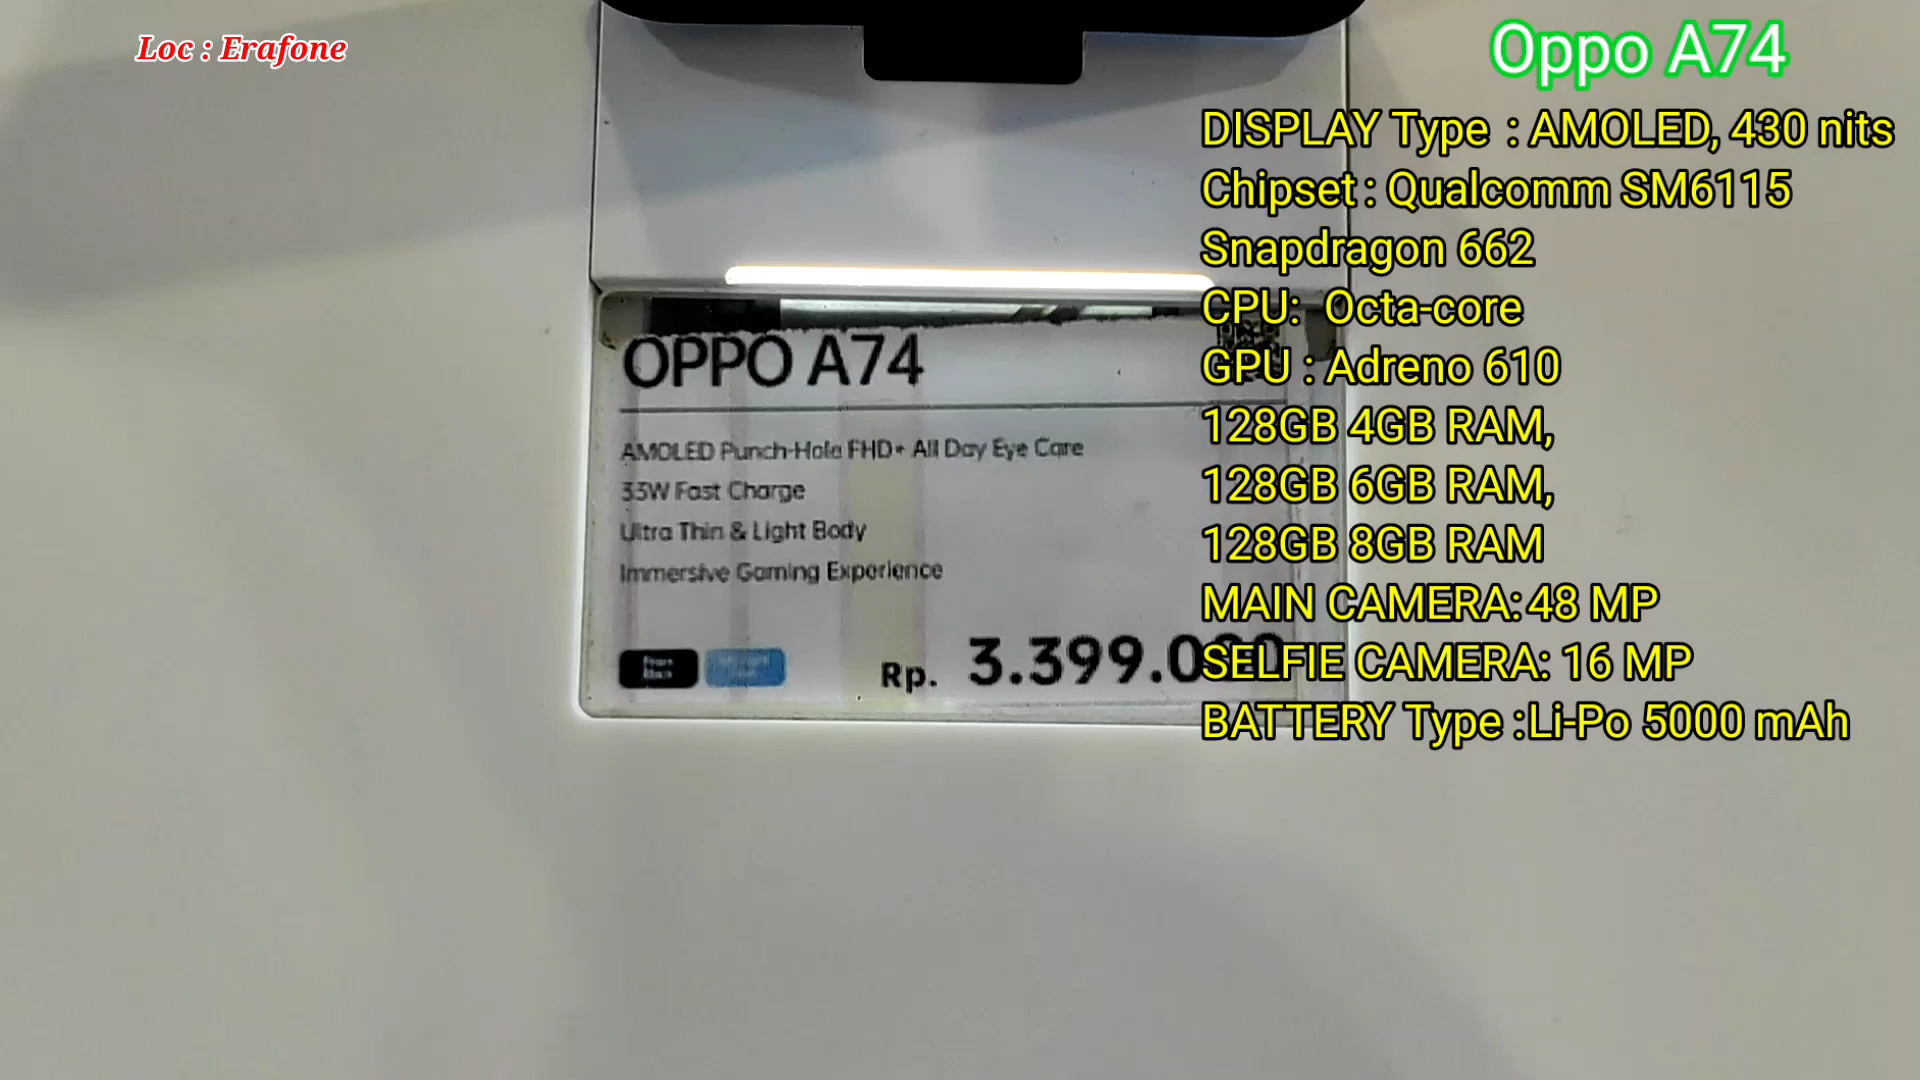 Loc : Erafone
Oppo A74
DISPLAY Type : AMOLED, 430 nits
Chipset : Qualcomm SM6115
Snapdragon 662
CPU: Octa-core
GPU : Adreno 610
128GB 4GB RAM,
128GB 6GB RAM,
128GB 8GB RAM
MAIN CAMERA: 48 MP
SELFIE CAMERA: 16 MP
BATTERY Type :Li-Po 5000 mAh
OPPO A74
AMOLED Punch-Hole FHD+ All Day Eye Care
33W Fast Charge
Ultra Thin & Light Body
Immersive Gaming Experience
Rp. 3.399.000